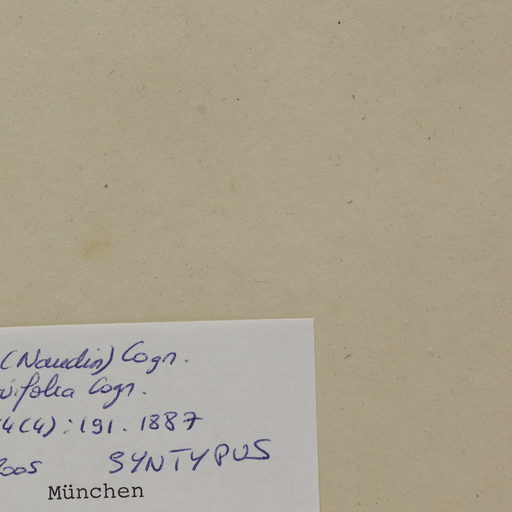 (Naudin) Cogn.
ifolia Cogn.
4(4): 191. 1887
2005 SYNTYPUS
München